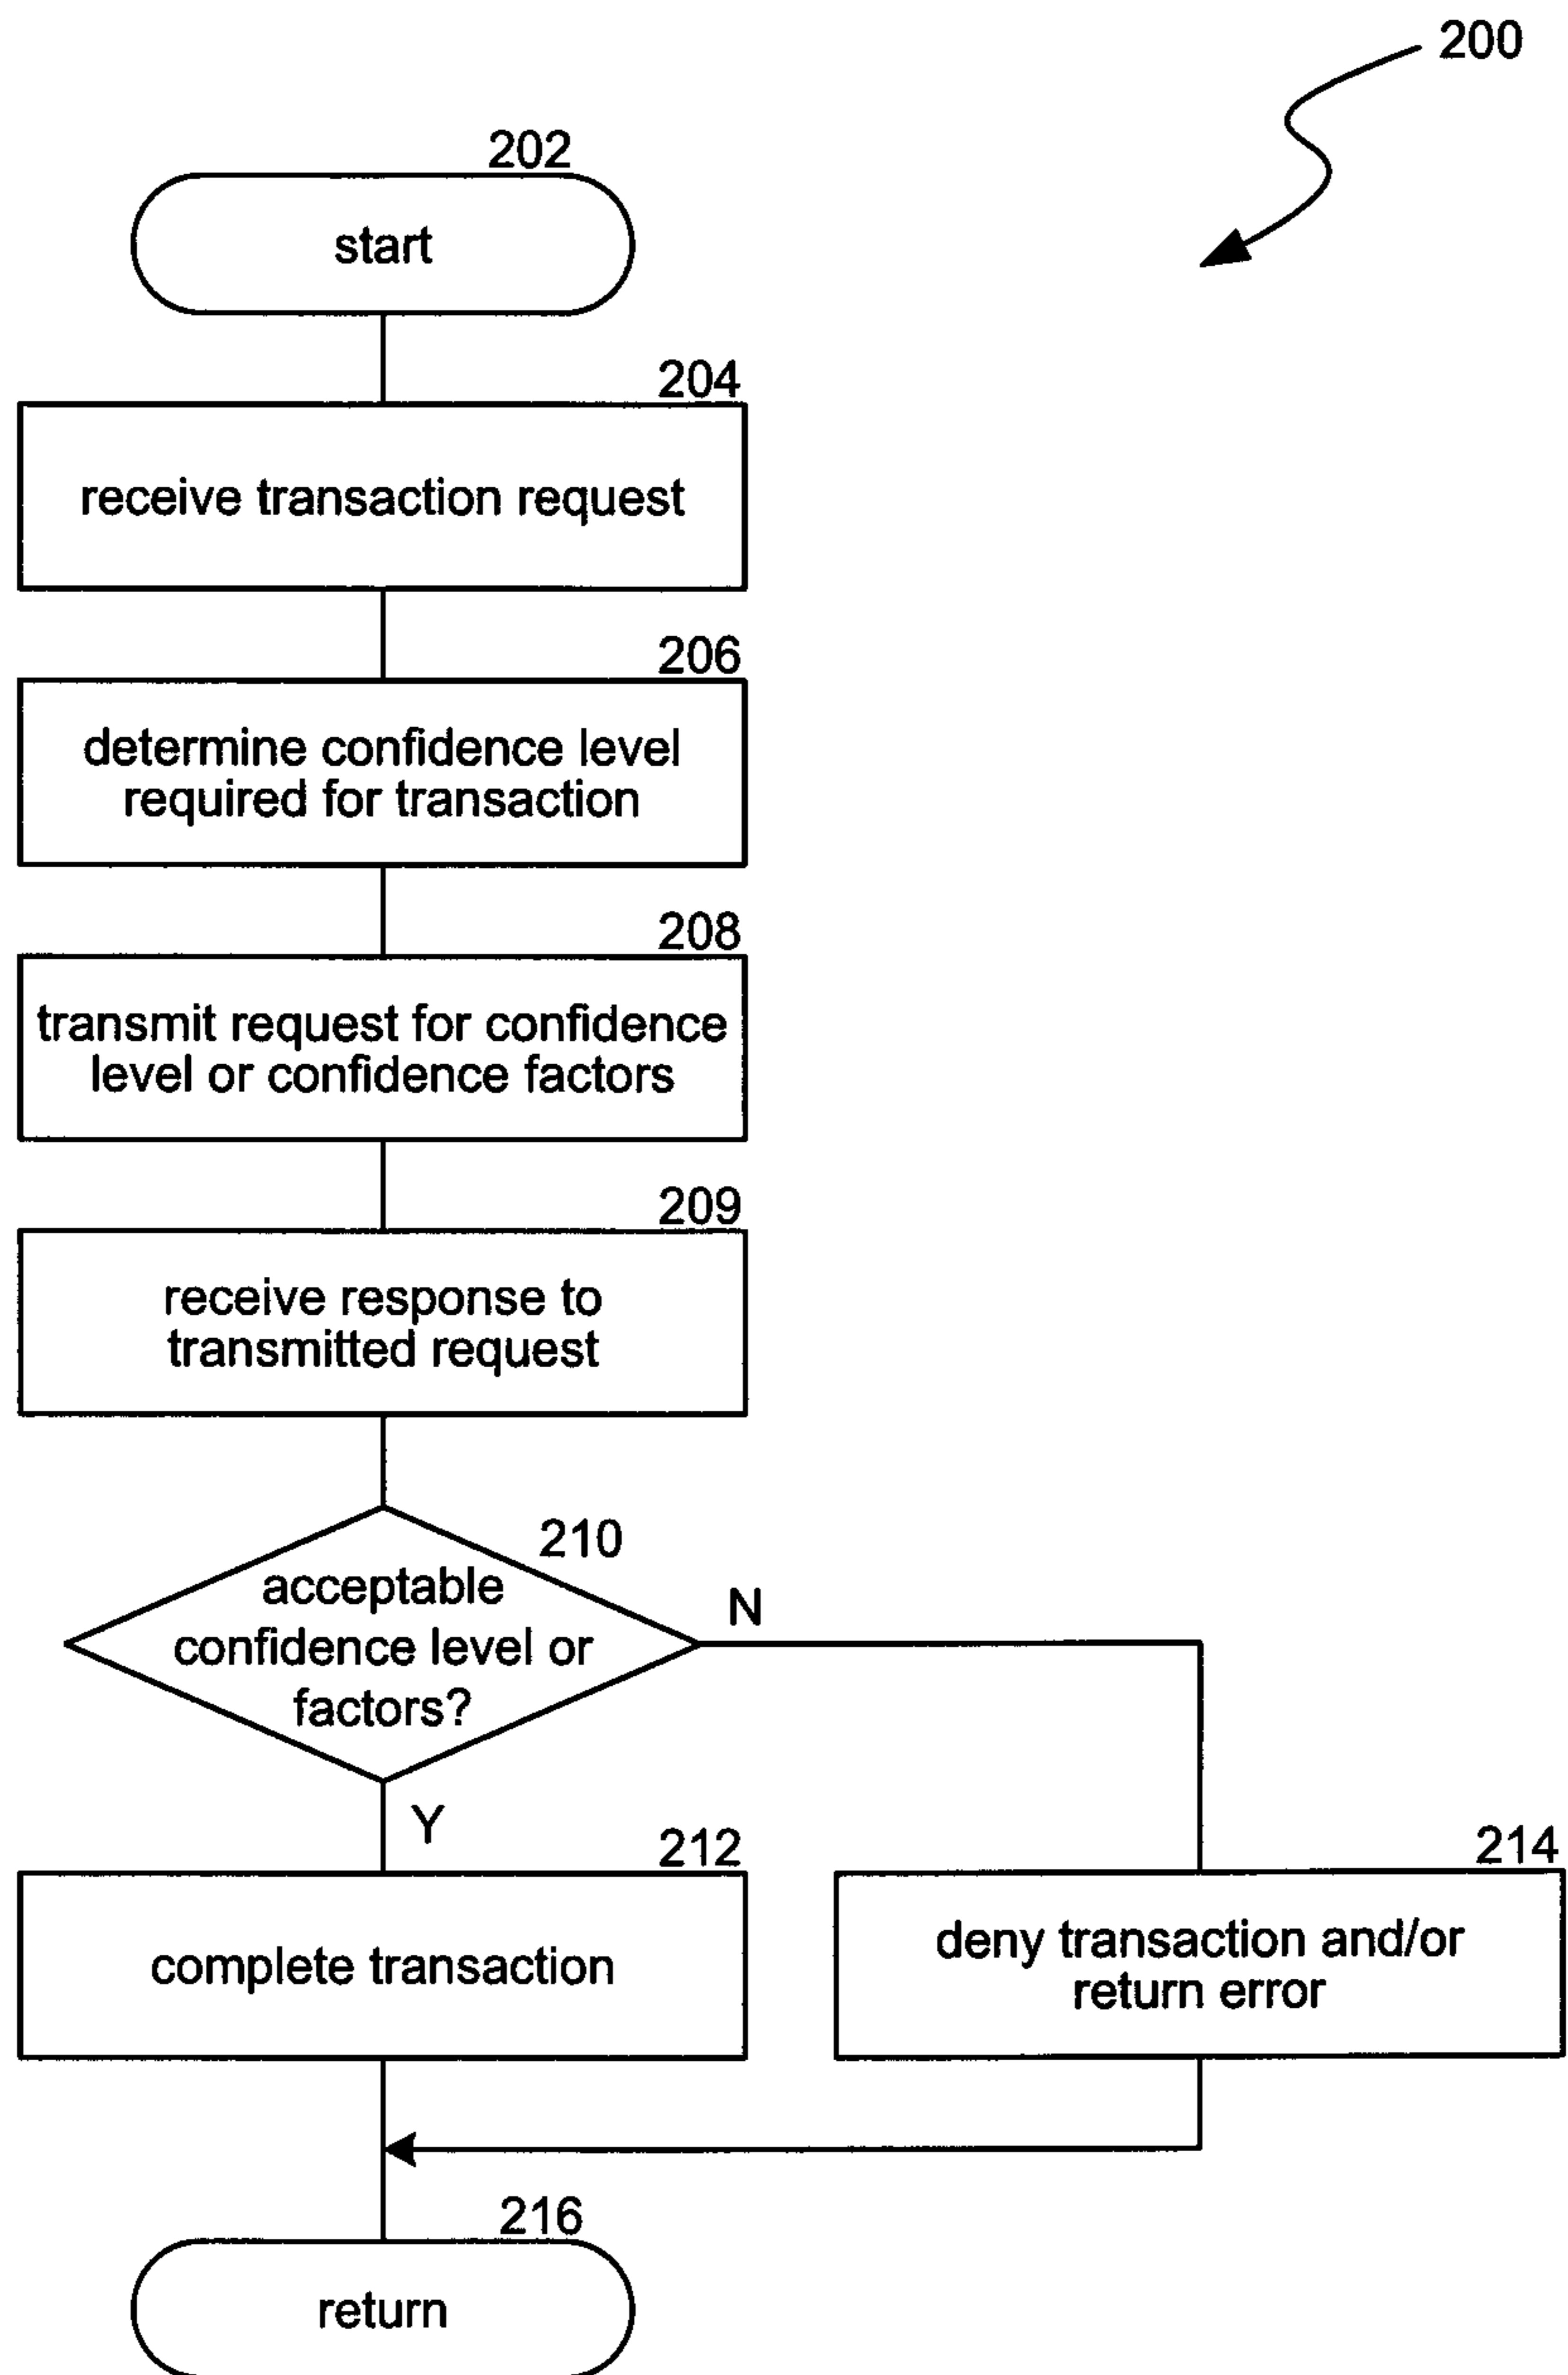 200
202
start
204
receive transaction request
206
determine confidence level
required for transaction
208
transmit request for confidence
level or confidence factors
209
receive response to
transmitted request
210
acceptable
confidence level or
factors?
N
Y
212
complete transaction
214
deny transaction and/or
return error
216
return